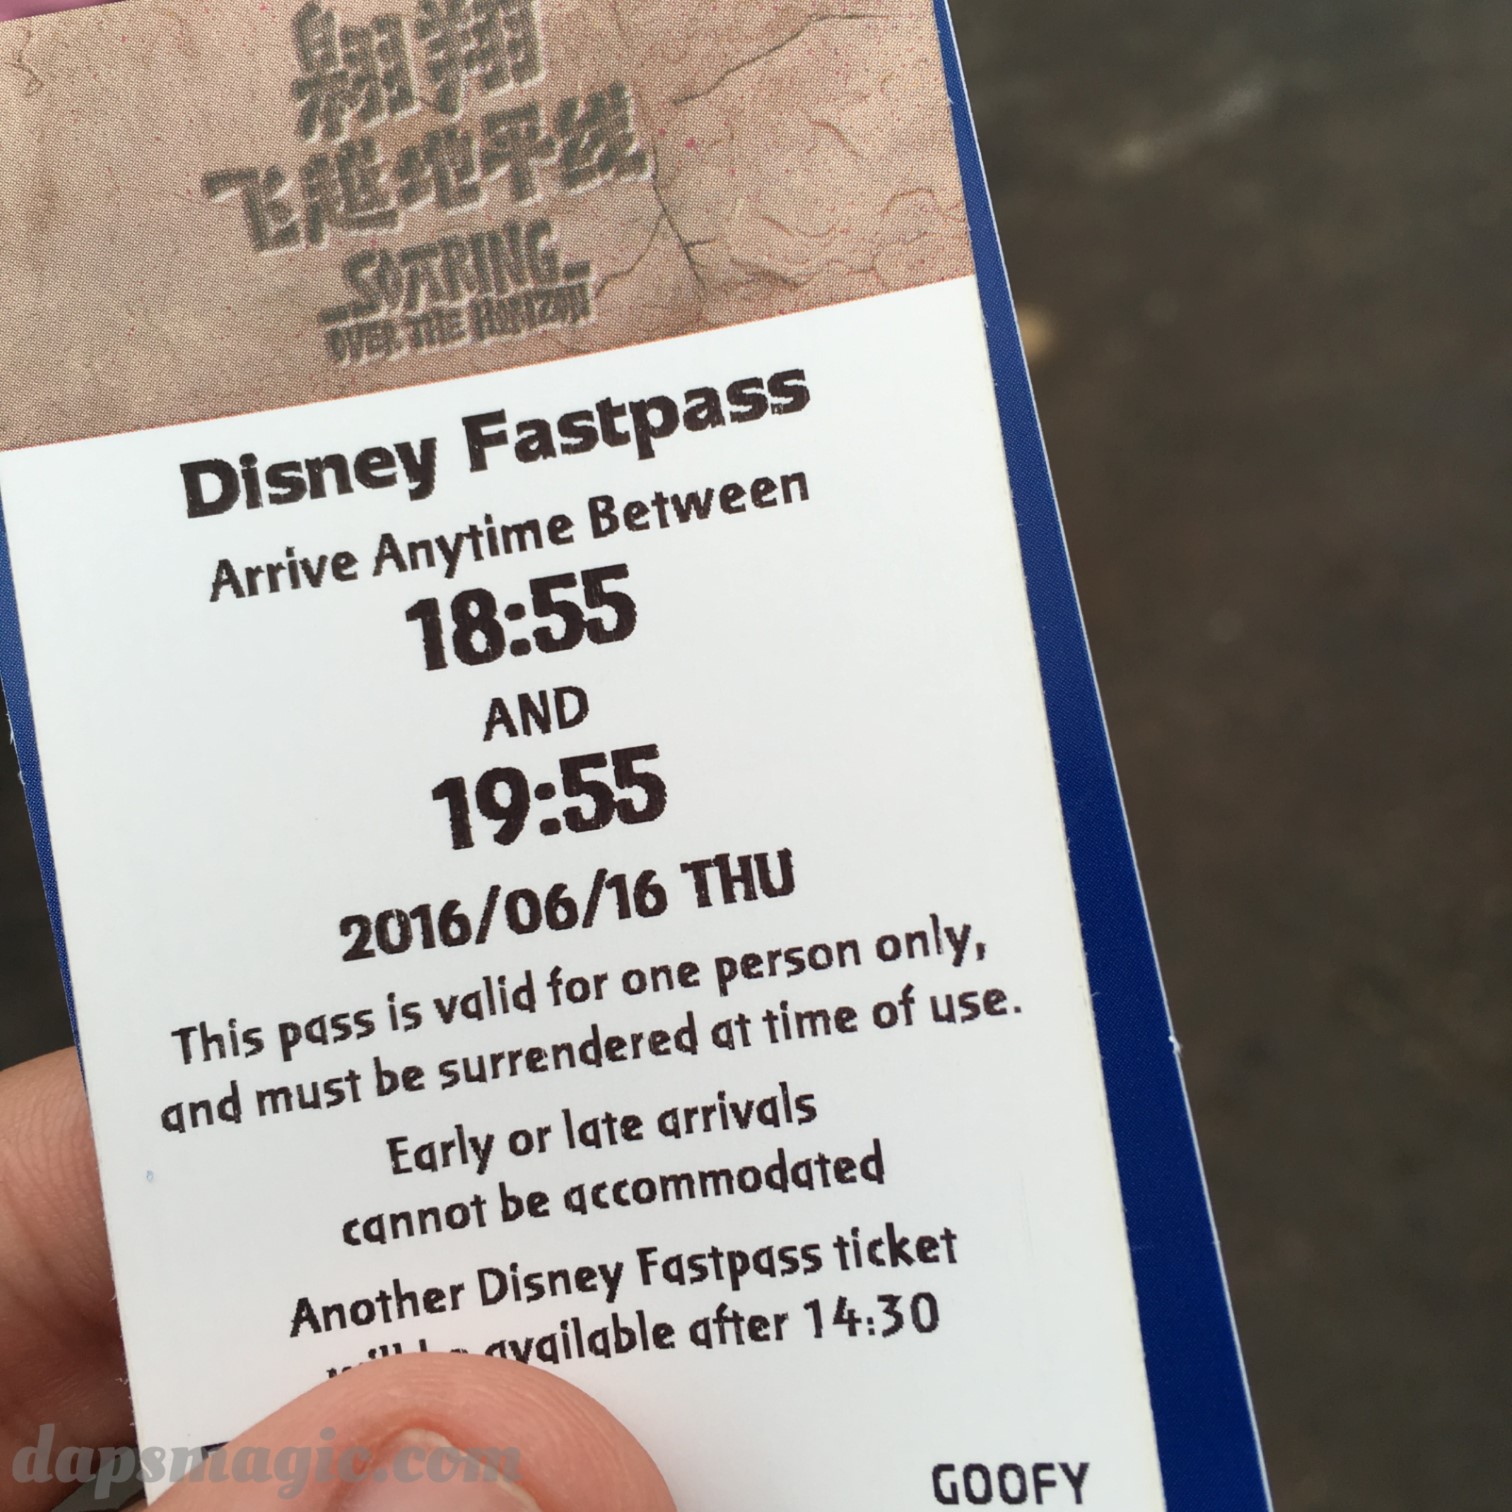 翱翔
飞越地平线
SOARING
OVER THE HORIZON
Disney Fastpass
Arrive Anytime Between
18:55
AND
19:55
2016/06/16 THU
This pass is valid for one person only,
and must be surrendered at time of use.
Early or late arrivals
cannot be accommodated
Another Disney Fastpass ticket
will be available after 14:30
GOOFY
dapsmagic.com